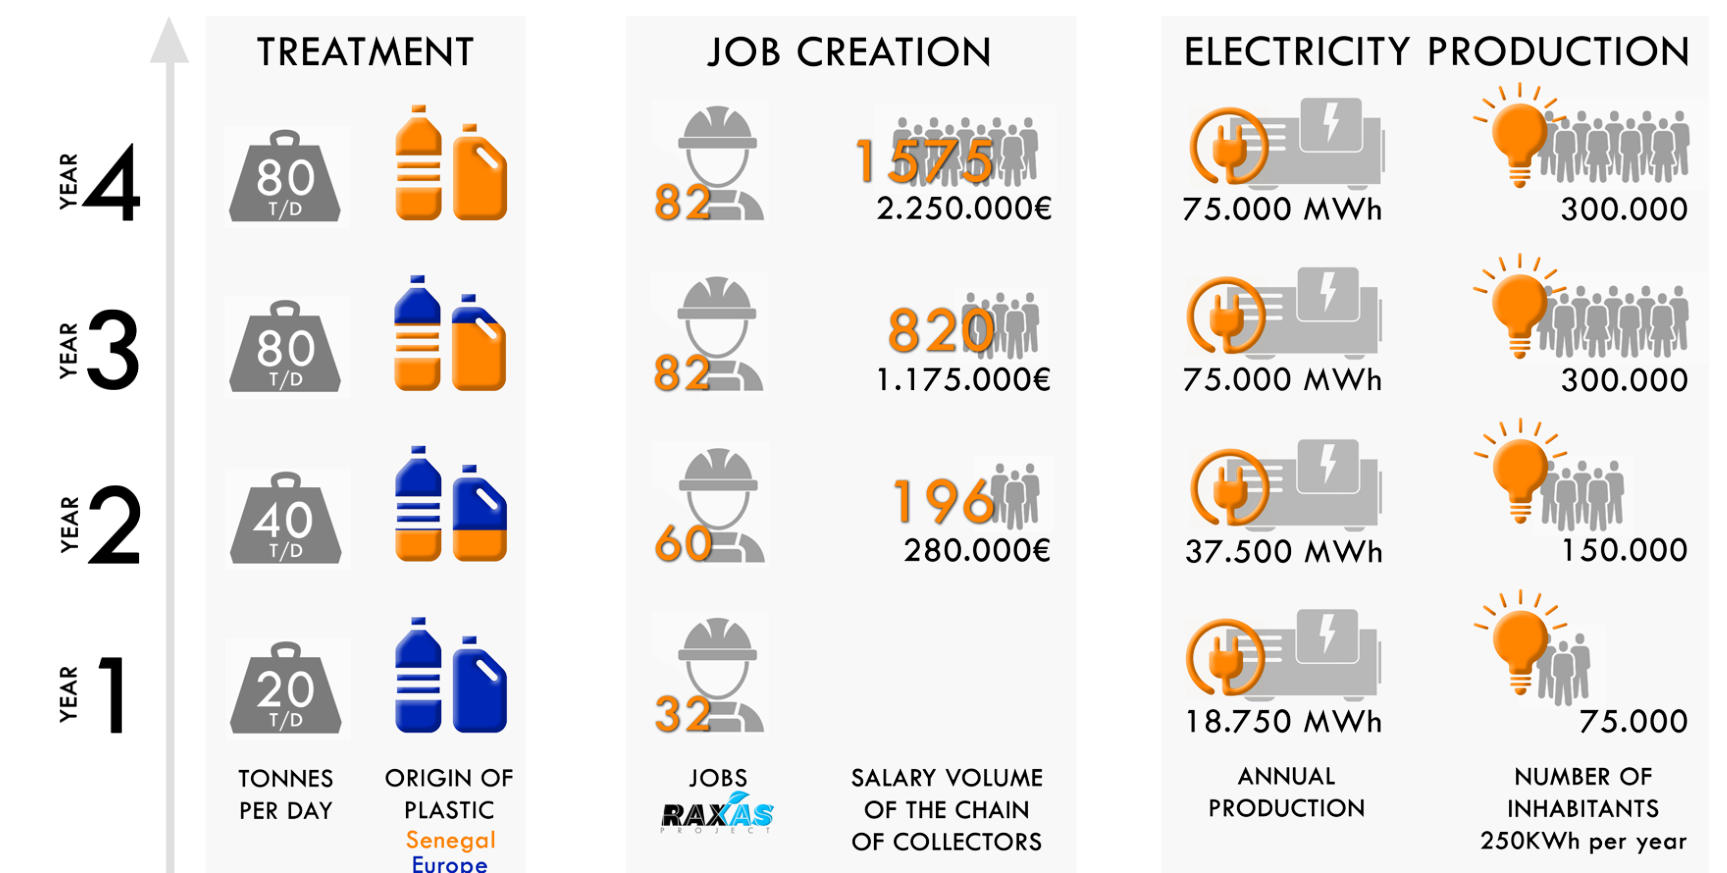 TREATMENT
JOB CREATION
ELECTRICITY PRODUCTION
YEAR 4
80
T/D
82
1575
2.250.000€
75.000 MWh
300.000
YEAR 3
80
T/D
82
820
1.175.000€
75.000 MWh
300.000
YEAR 2
40
T/D
60
196
280.000€
37.500 MWh
150.000
YEAR 1
20
T/D
32
18.750 MWh
75.000
TONNES
PER DAY
ORIGIN OF
PLASTIC
Senegal
Europe
JOBS
RAXAS
PROJECT
SALARY VOLUME
OF THE CHAIN
OF COLLECTORS
ANNUAL
PRODUCTION
NUMBER OF
INHABITANTS
250KWh per year